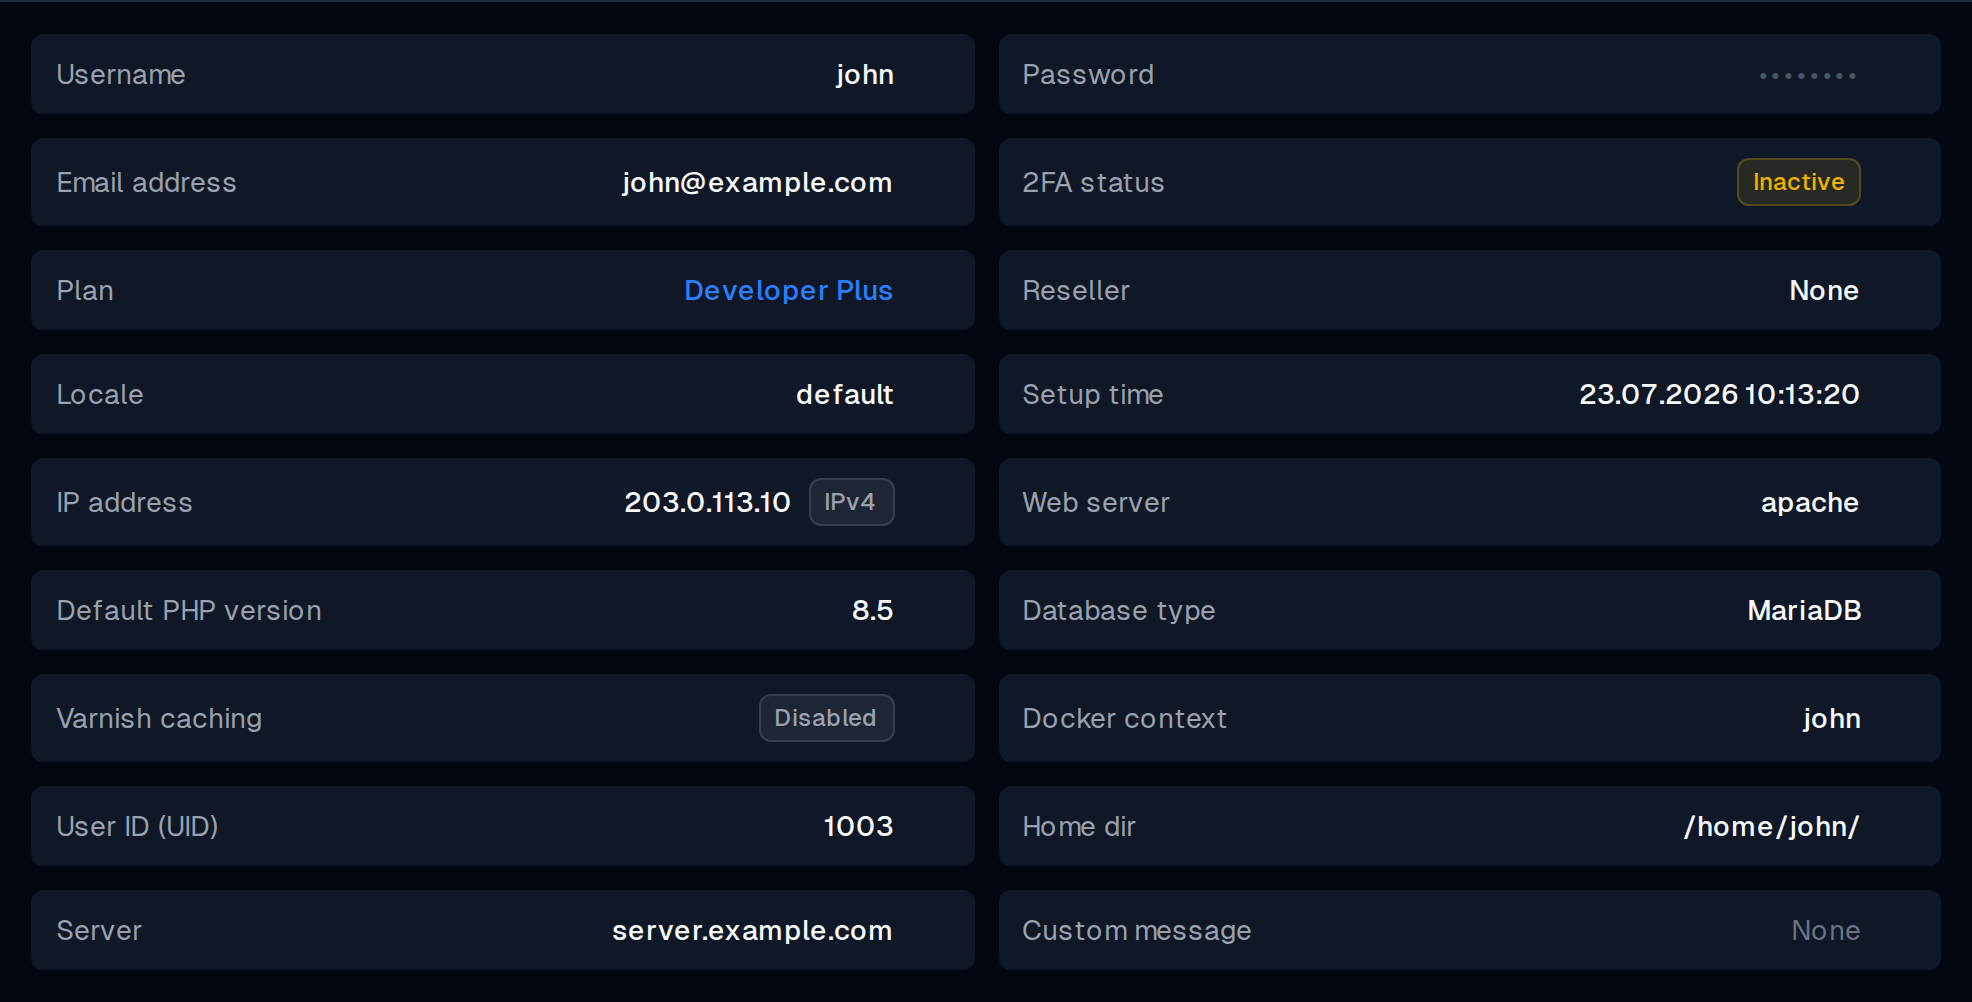 Username john
Password ••••••••
Email address john@example.com
2FA status Inactive
Plan Developer Plus
Reseller None
Locale default
Setup time 23.07.2026 10:13:20
IP address 203.0.113.10 IPv4
Web server apache
Default PHP version 8.5
Database type MariaDB
Varnish caching Disabled
Docker context john
User ID (UID) 1003
Home dir /home/john/
Server server.example.com
Custom message None